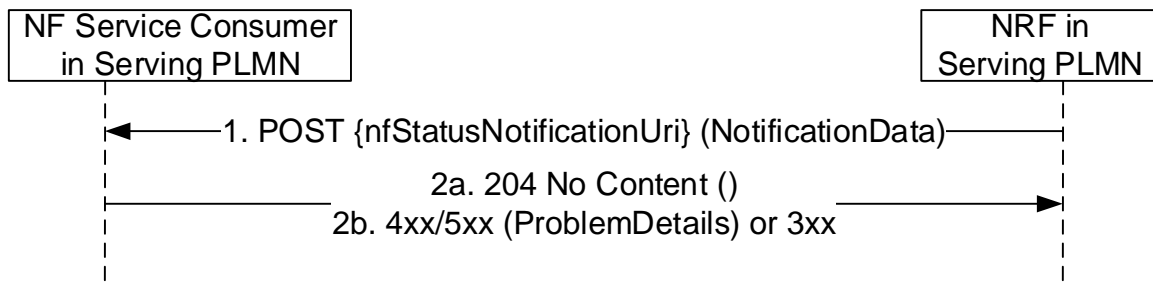 NF Service Consumer
in Serving PLMN
NRF in
Serving PLMN
1. POST {nfStatusNotificationUri} (NotificationData)
2a. 204 No Content ()
2b. 4xx/5xx (ProblemDetails) or 3xx